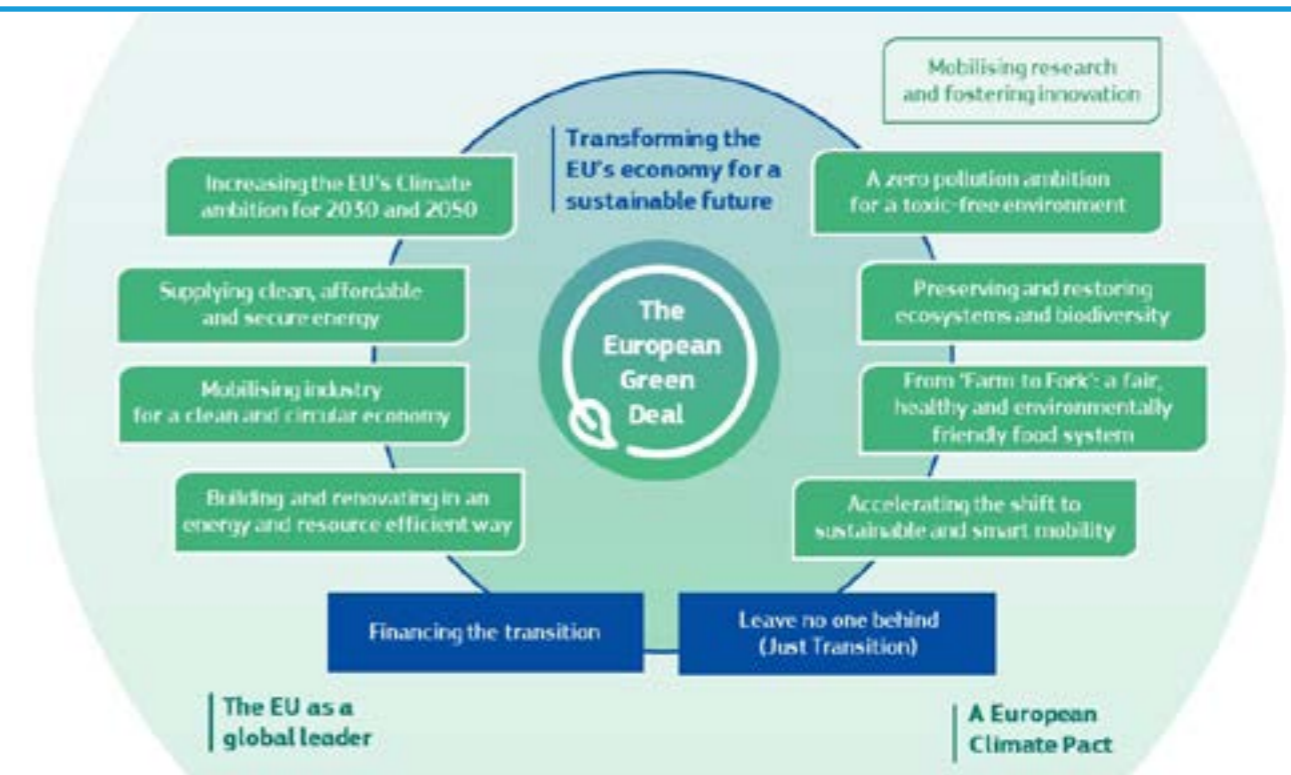 Mobilising research
and fostering innovation
Transforming the
EU's economy for a
sustainable future
Increasing the EU's Climate
ambition for 2030 and 2050
A zero pollution ambition
for a toxic-free environment
Supplying clean, affordable
and secure energy
Preserving and restoring
ecosystems and biodiversity
The
European
Green
Deal
Mobilising industry
for a clean and circular economy
From 'Farm to Fork': a fair,
healthy and environmentally
friendly food system
Building and renovating in an
energy and resource efficient way
Accelerating the shift to
sustainable and smart mobility
Financing the transition
Leave no one behind
(Just Transition)
The EU as a
global leader
A European
Climate Pact